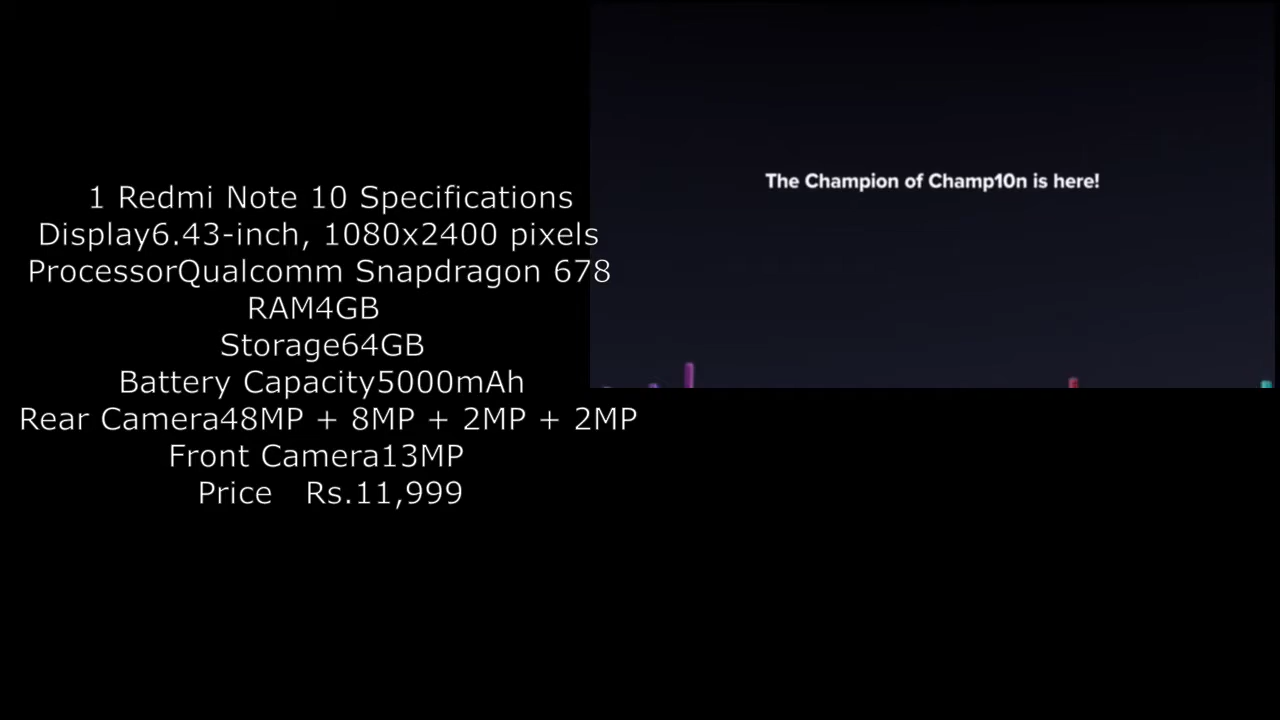 1 Redmi Note 10 Specifications
Display6.43-inch, 1080x2400 pixels
ProcessorQualcomm Snapdragon 678
RAM4GB
Storage64GB
Battery Capacity5000mAh
Rear Camera48MP + 8MP + 2MP + 2MP
Front Camera13MP
Price Rs.11,999
The Champion of Champ10n is here!